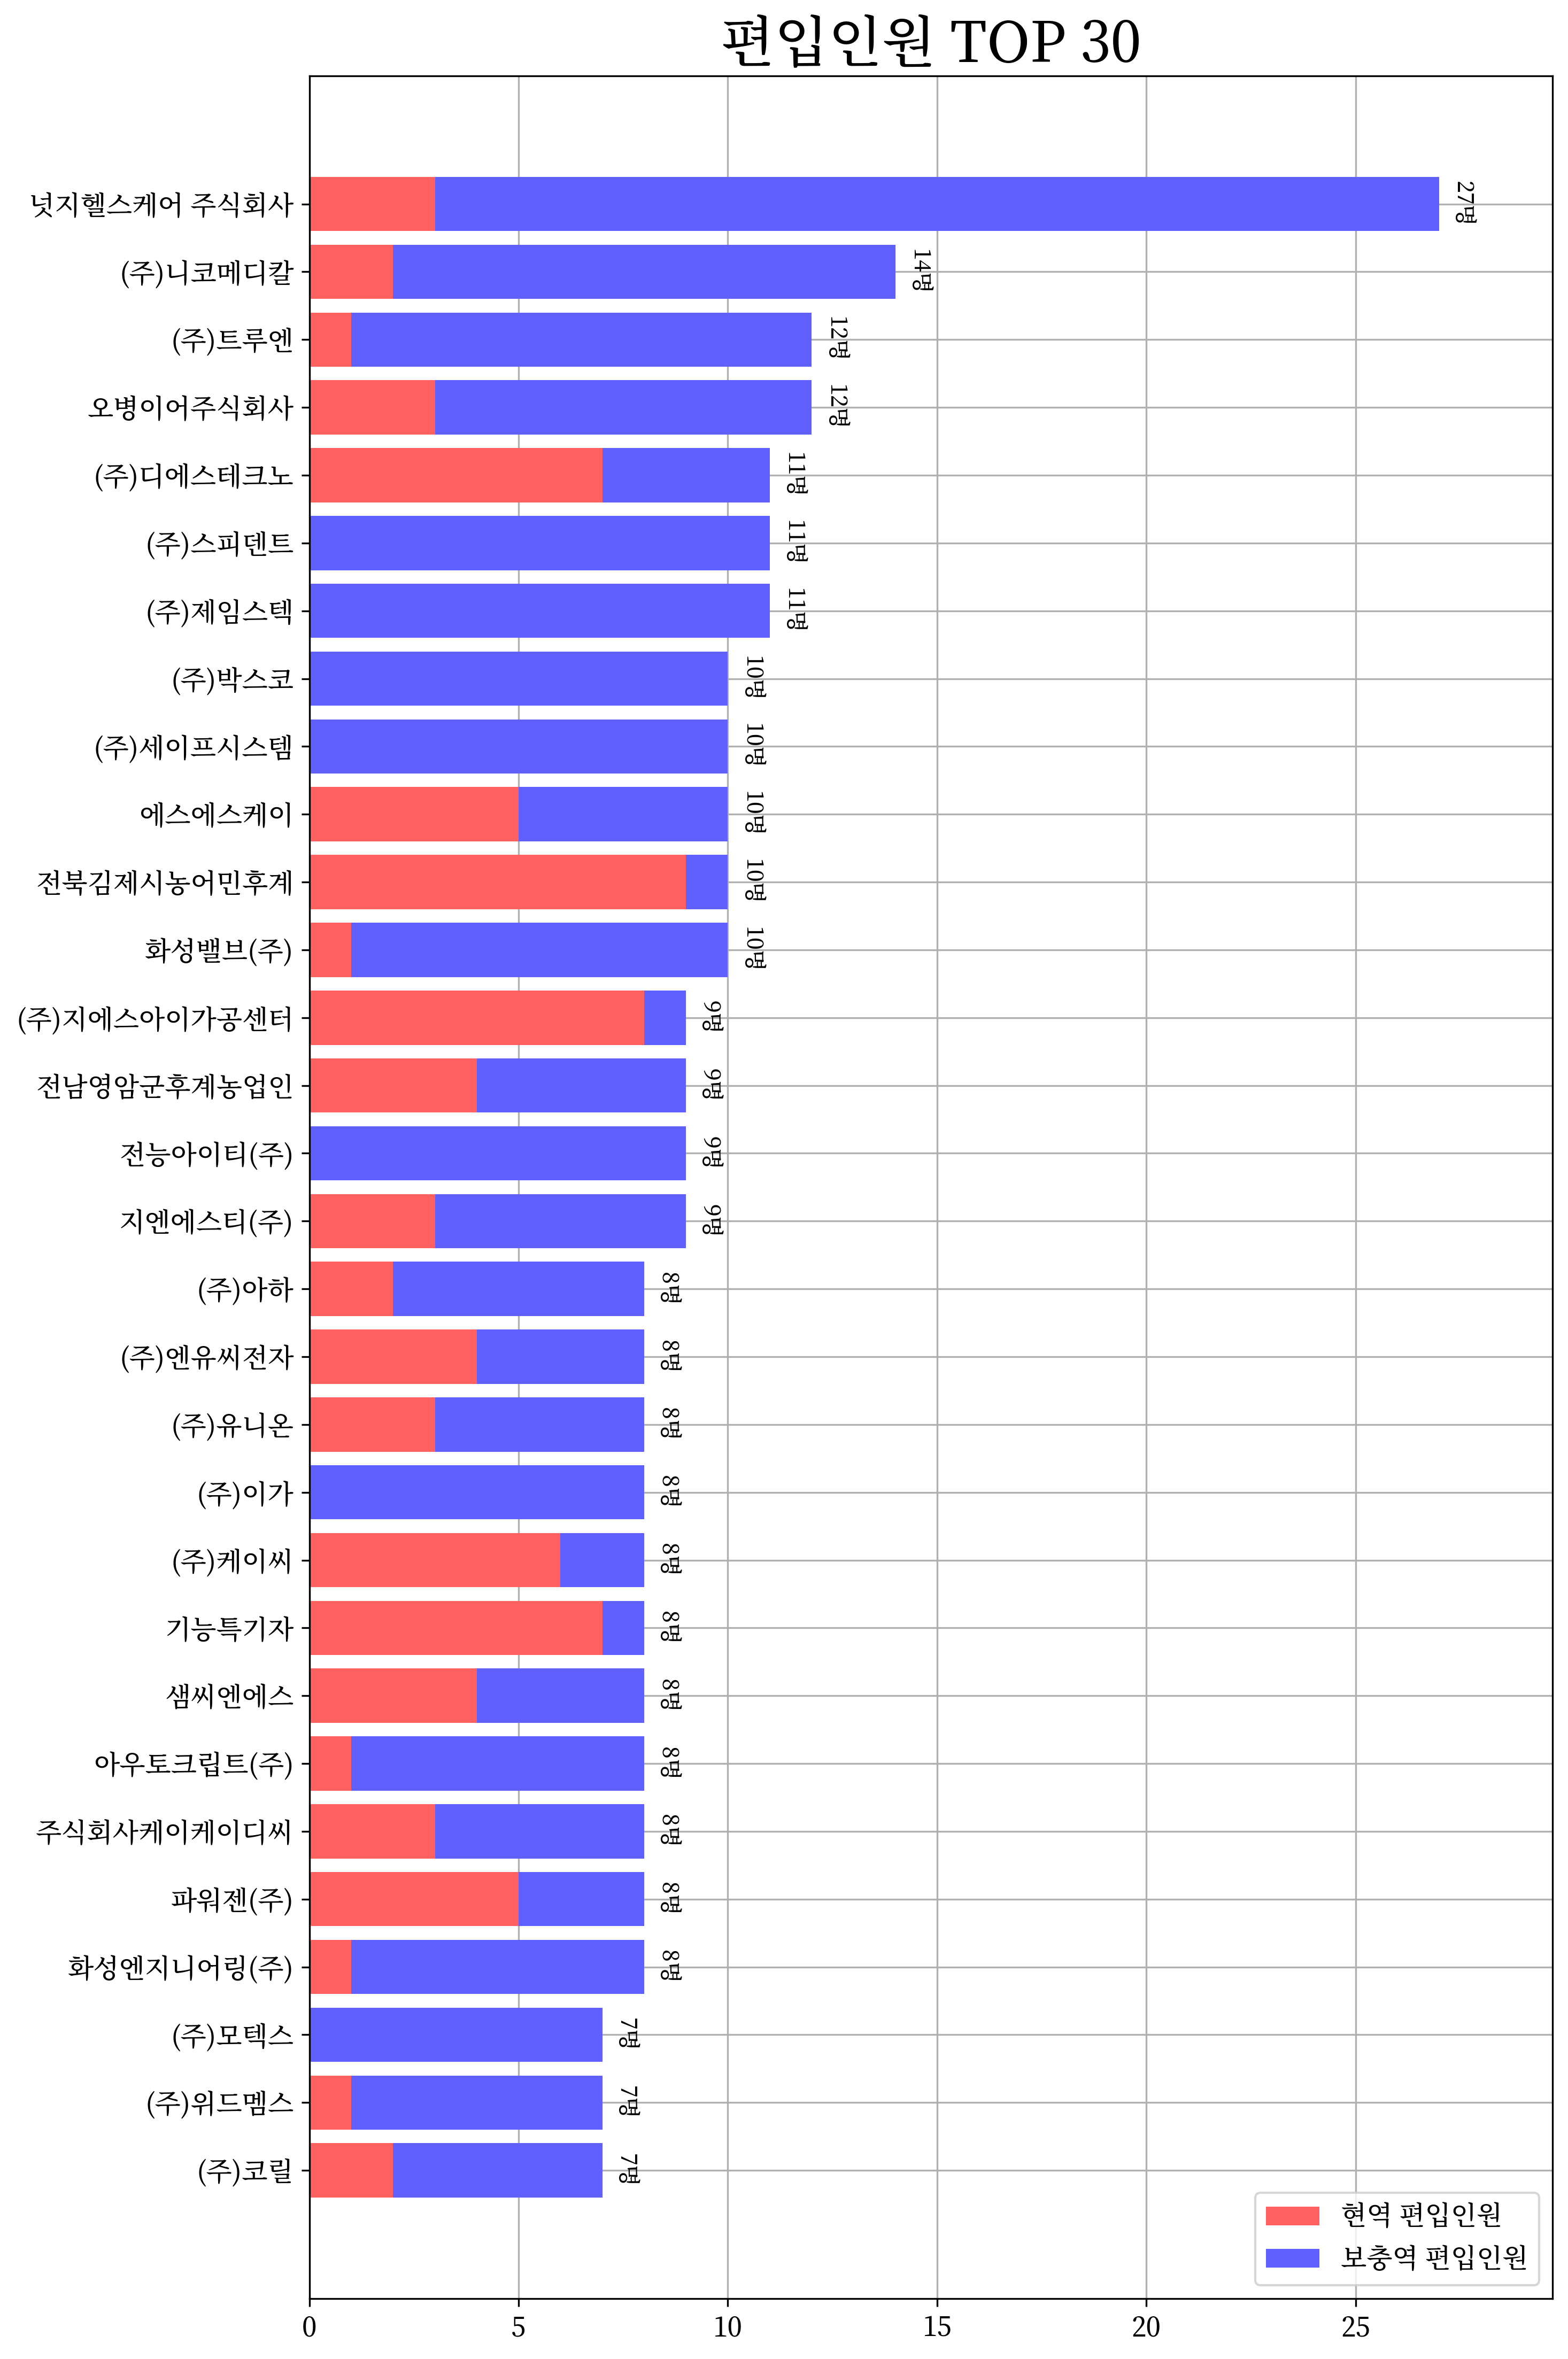 편입인원 TOP 30
넛지헬스케어 주식회사
27명
(주)니코메디칼
14명
(주)트루엔
12명
오병이어주식회사
12명
(주)디에스테크노
11명
(주)스피덴트
11명
(주)제임스텍
11명
(주)박스코
10명
(주)세이프시스템
10명
에스에스케이
10명
전북김제시농어민후계
10명
화성밸브(주)
10명
(주)지에스아이가공센터
9명
전남영암군후계농업인
9명
전능아이티(주)
9명
지엔에스티(주)
9명
(주)아하
8명
(주)엔유씨전자
8명
(주)유니온
8명
(주)이가
8명
(주)케이씨
8명
기능특기자
8명
샘씨엔에스
8명
아우토크립트(주)
8명
주식회사케이케이디씨
8명
파워젠(주)
8명
화성엔지니어링(주)
8명
(주)모텍스
7명
(주)위드멤스
7명
(주)코릴
7명
현역 편입인원
보충역 편입인원
0 5 10 15 20 25